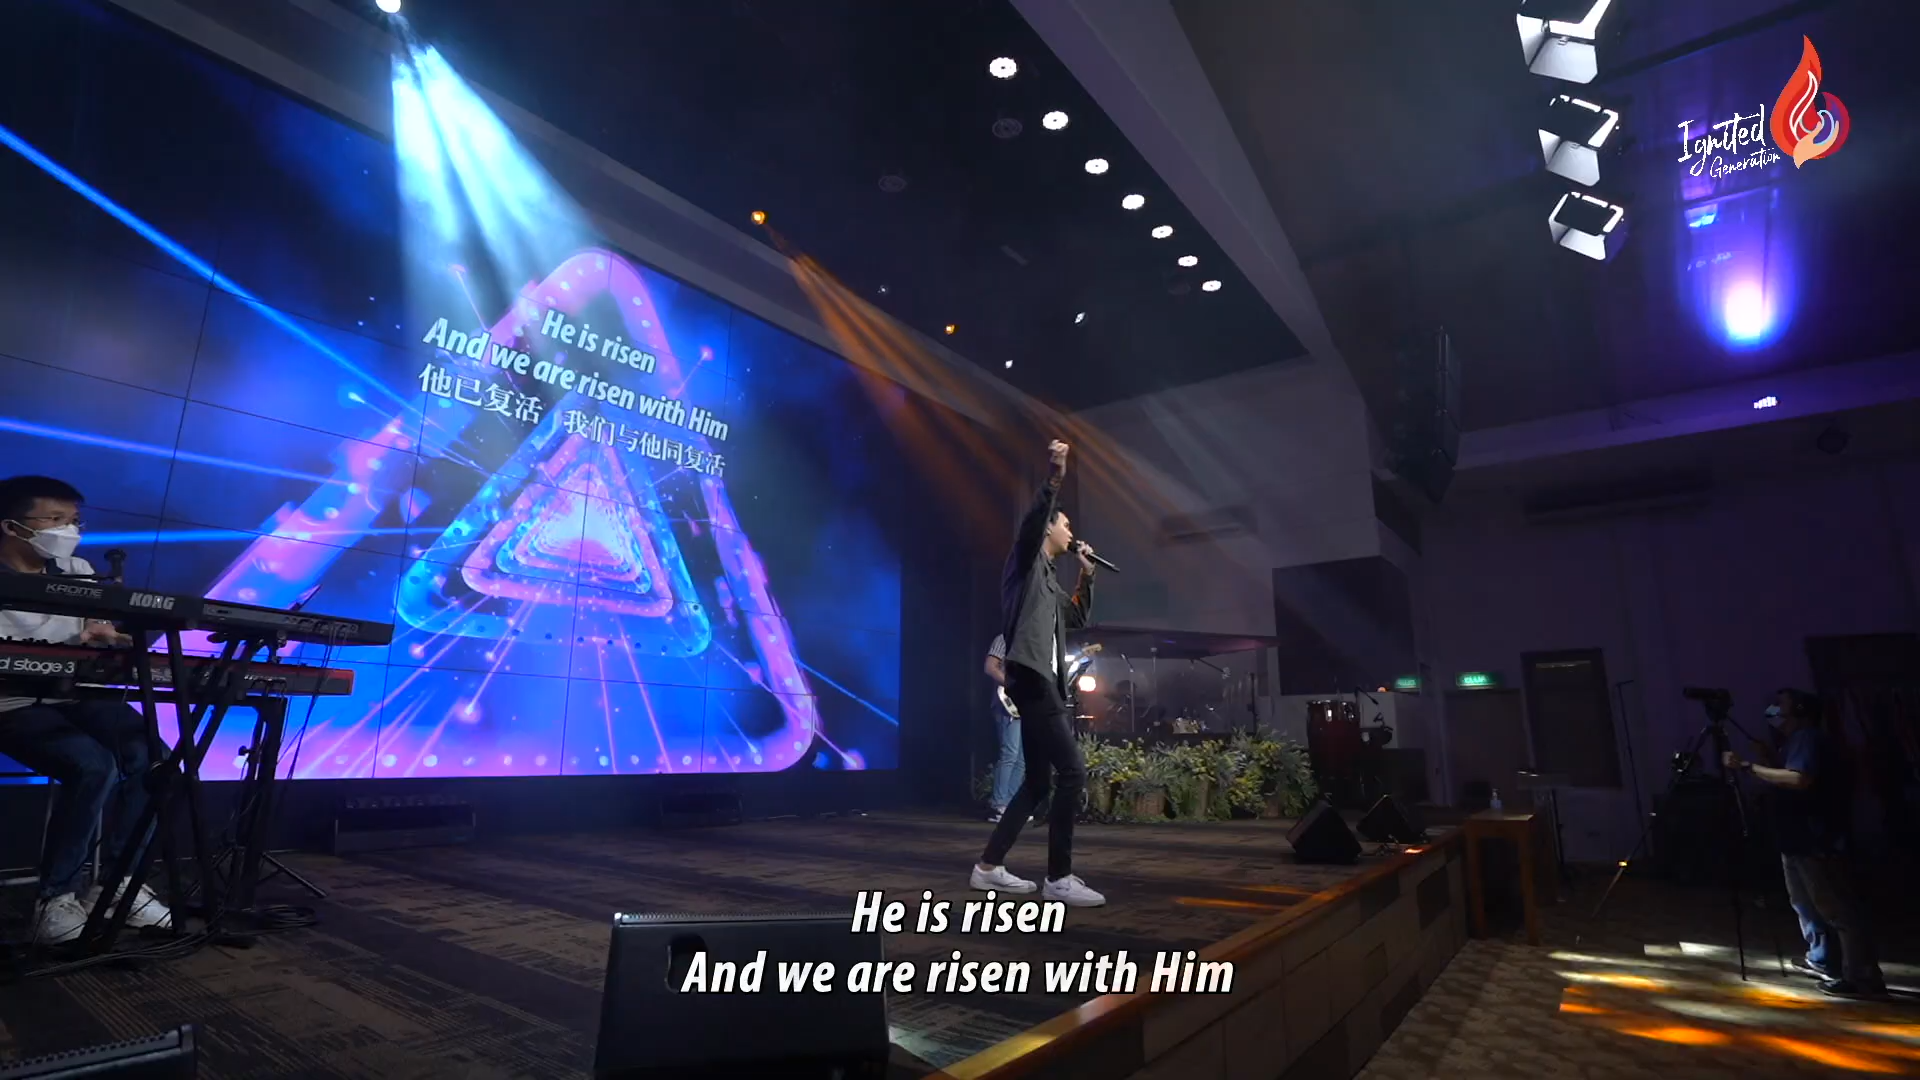 Ignited
Generation
He is risen
And we are risen with Him
他已复活 我们与他同复活
KROME KORG
d stage 3
He is risen
And we are risen with Him